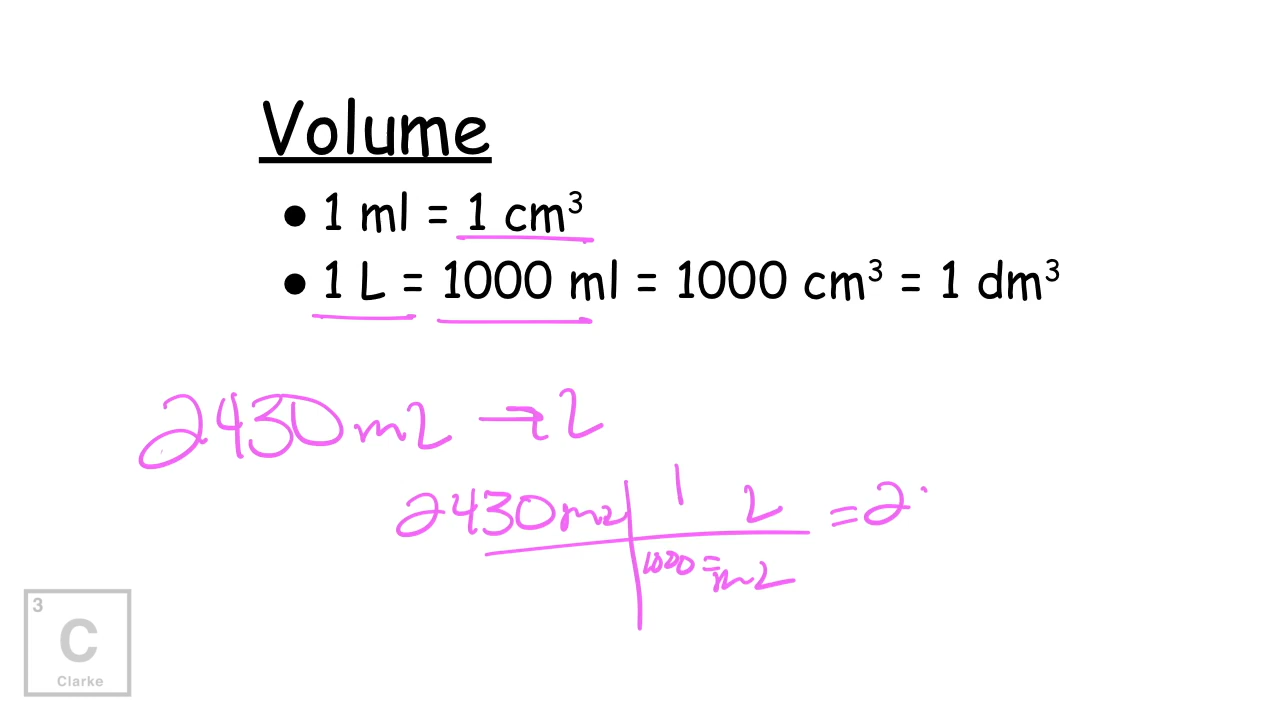 Volume
● 1 ml = 1 cm³
● 1 L = 1000 ml = 1000 cm³ = 1 dm³
2430 mL → L
2430 mL | 1 L = 2.
1000 mL
3
C
Clarke